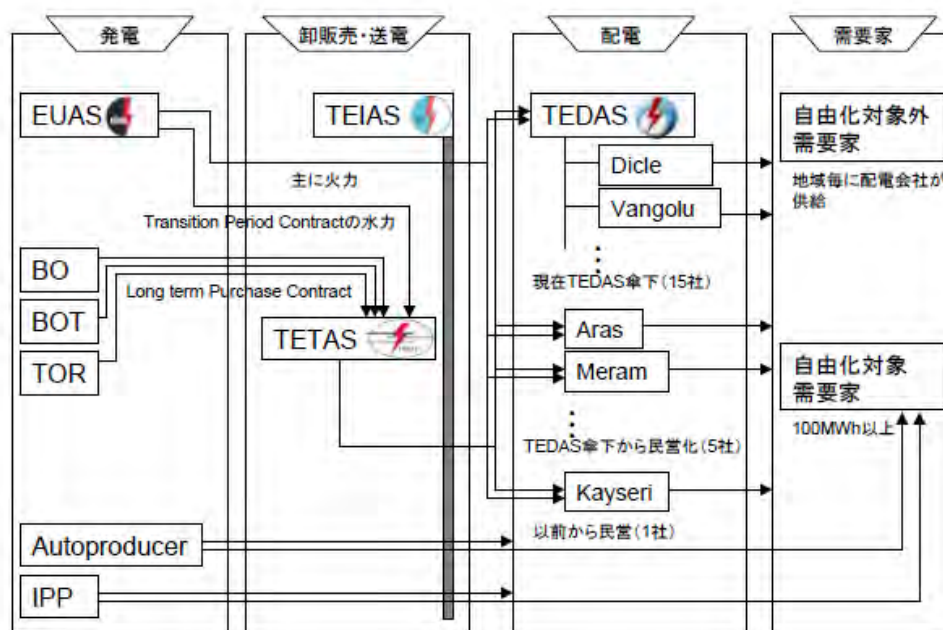 発電
卸販売・送電
配電
需要家
EUAS
TEIAS
TEDAS
自由化対象外
需要家
地域毎に配電会社が
供給
Dicle
Vangolu
主に火力
Transition Period Contractの水力
現在TEDAS傘下(15社)
BO
BOT
TOR
Long term Purchase Contract
TETAS
Aras
Meram
自由化対象
需要家
100MWh以上
TEDAS傘下から民営化(5社)
Kayseri
以前から民営(1社)
Autoproducer
IPP